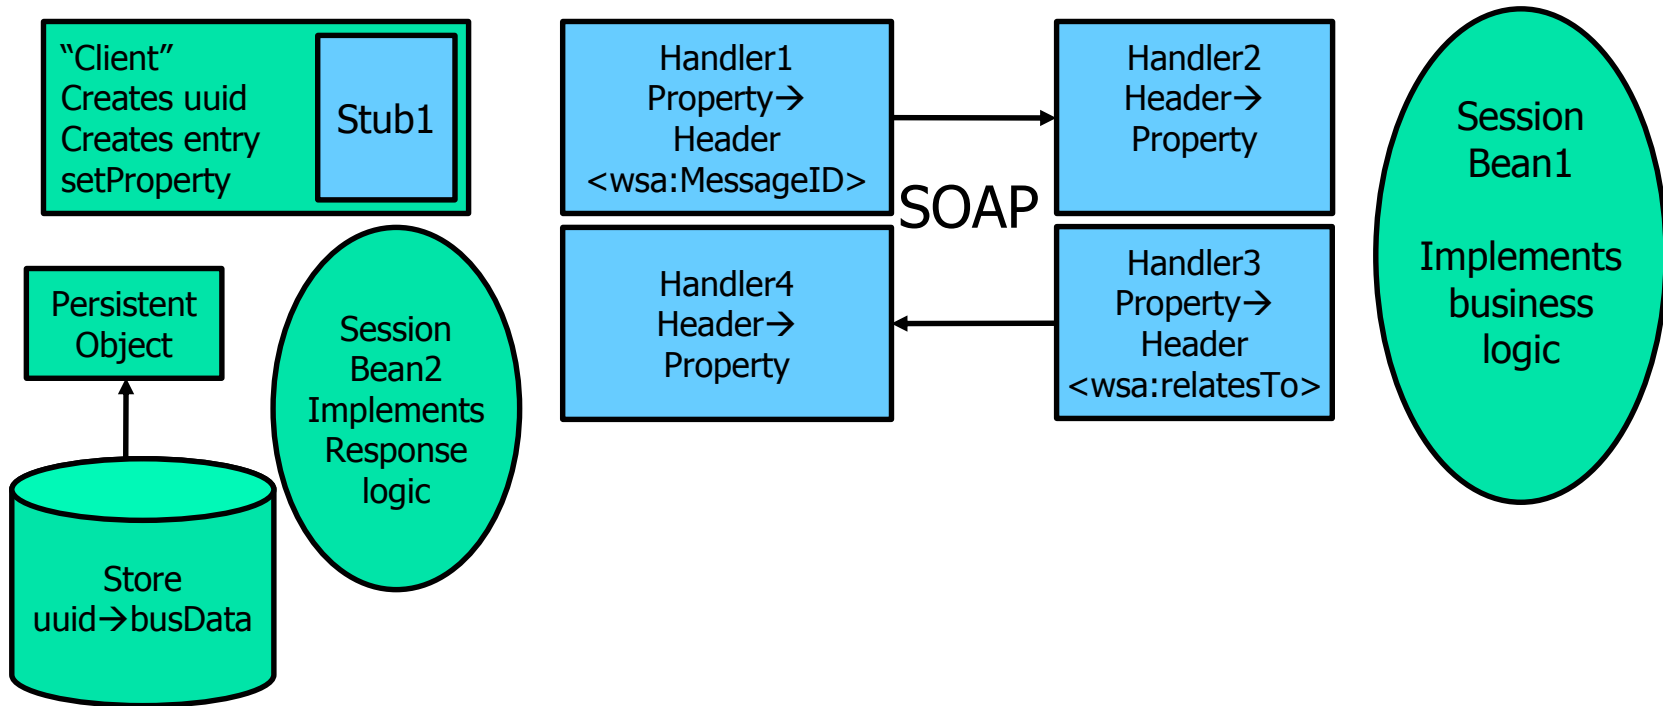 “Client”
Creates uuid
Creates entry
setProperty
Stub1
Handler1
Property→
Header
<wsa:MessageID>
Handler2
Header→
Property
SOAP
Session
Bean1
Implements
business
logic
Persistent
Object
Session
Bean2
Implements
Response
logic
Handler4
Header→
Property
Handler3
Property→
Header
<wsa:relatesTo>
Store
uuid→busData